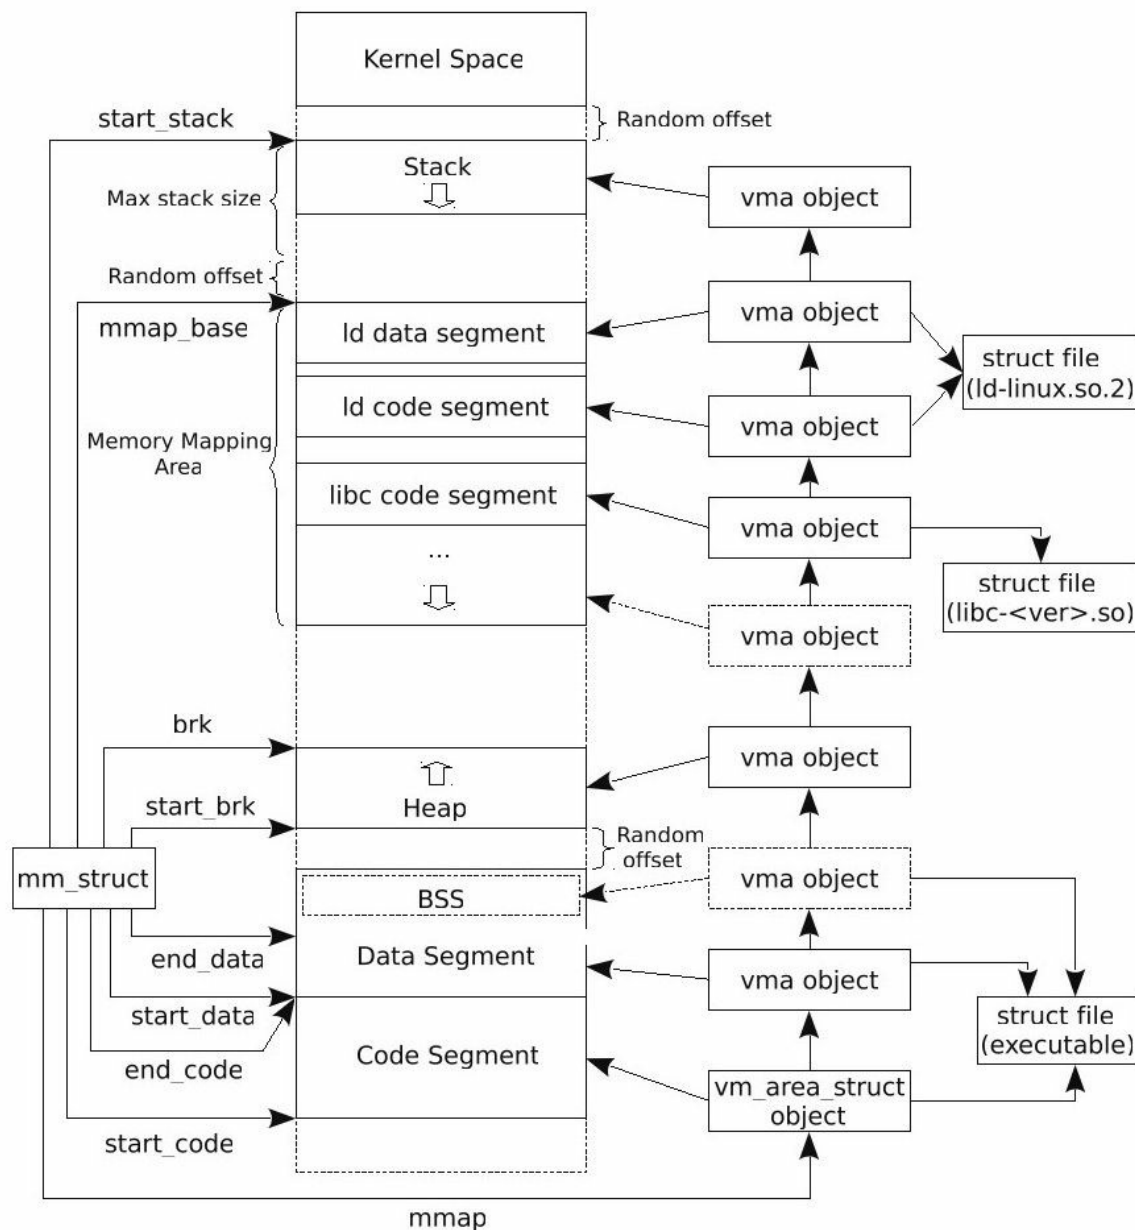 Kernel Space
start_stack
Random offset
Stack
Max stack size
vma object
Random offset
mmap_base
ld data segment
vma object
struct file
(ld-linux.so.2)
ld code segment
vma object
Memory Mapping
Area
libc code segment
vma object
...
struct file
(libc-<ver>.so)
vma object
brk
vma object
start_brk
Heap
Random
offset
mm_struct
BSS
vma object
end_data
Data Segment
vma object
start_data
struct file
(executable)
end_code
Code Segment
vm_area_struct
object
start_code
mmap